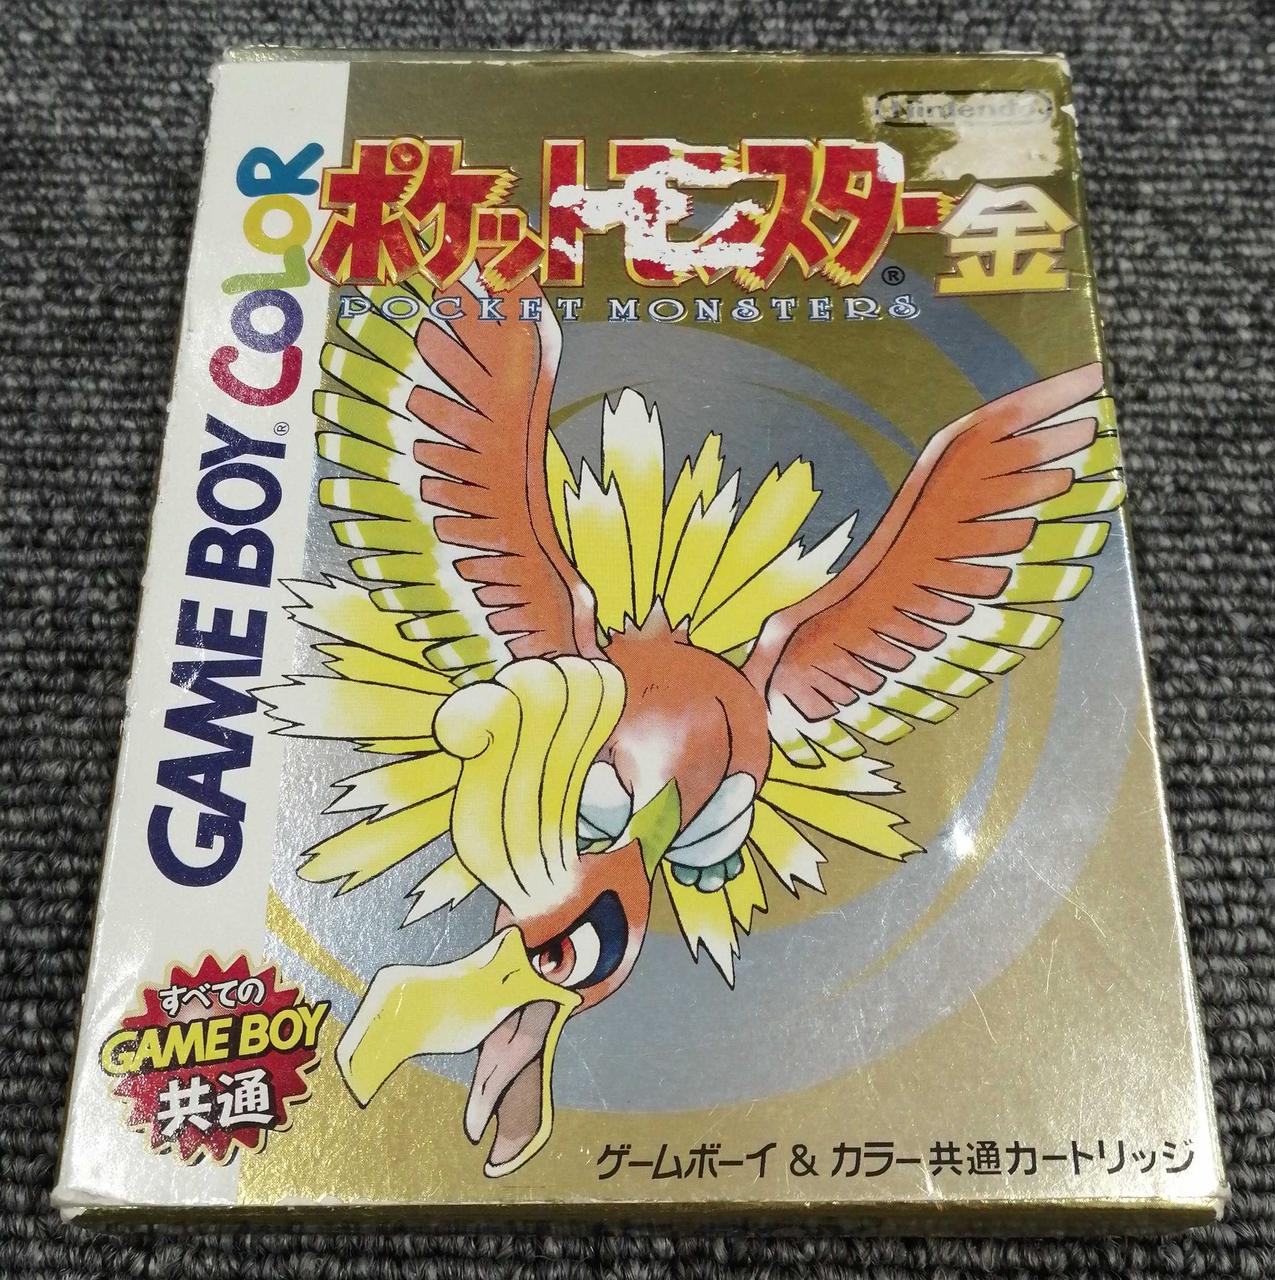 Nintendo
ポケットモンスター 金
POCKET MONSTERS
GAME BOY COLOR
すべての
GAME BOY
共通
ゲームボーイ & カラー共通カートリッジ